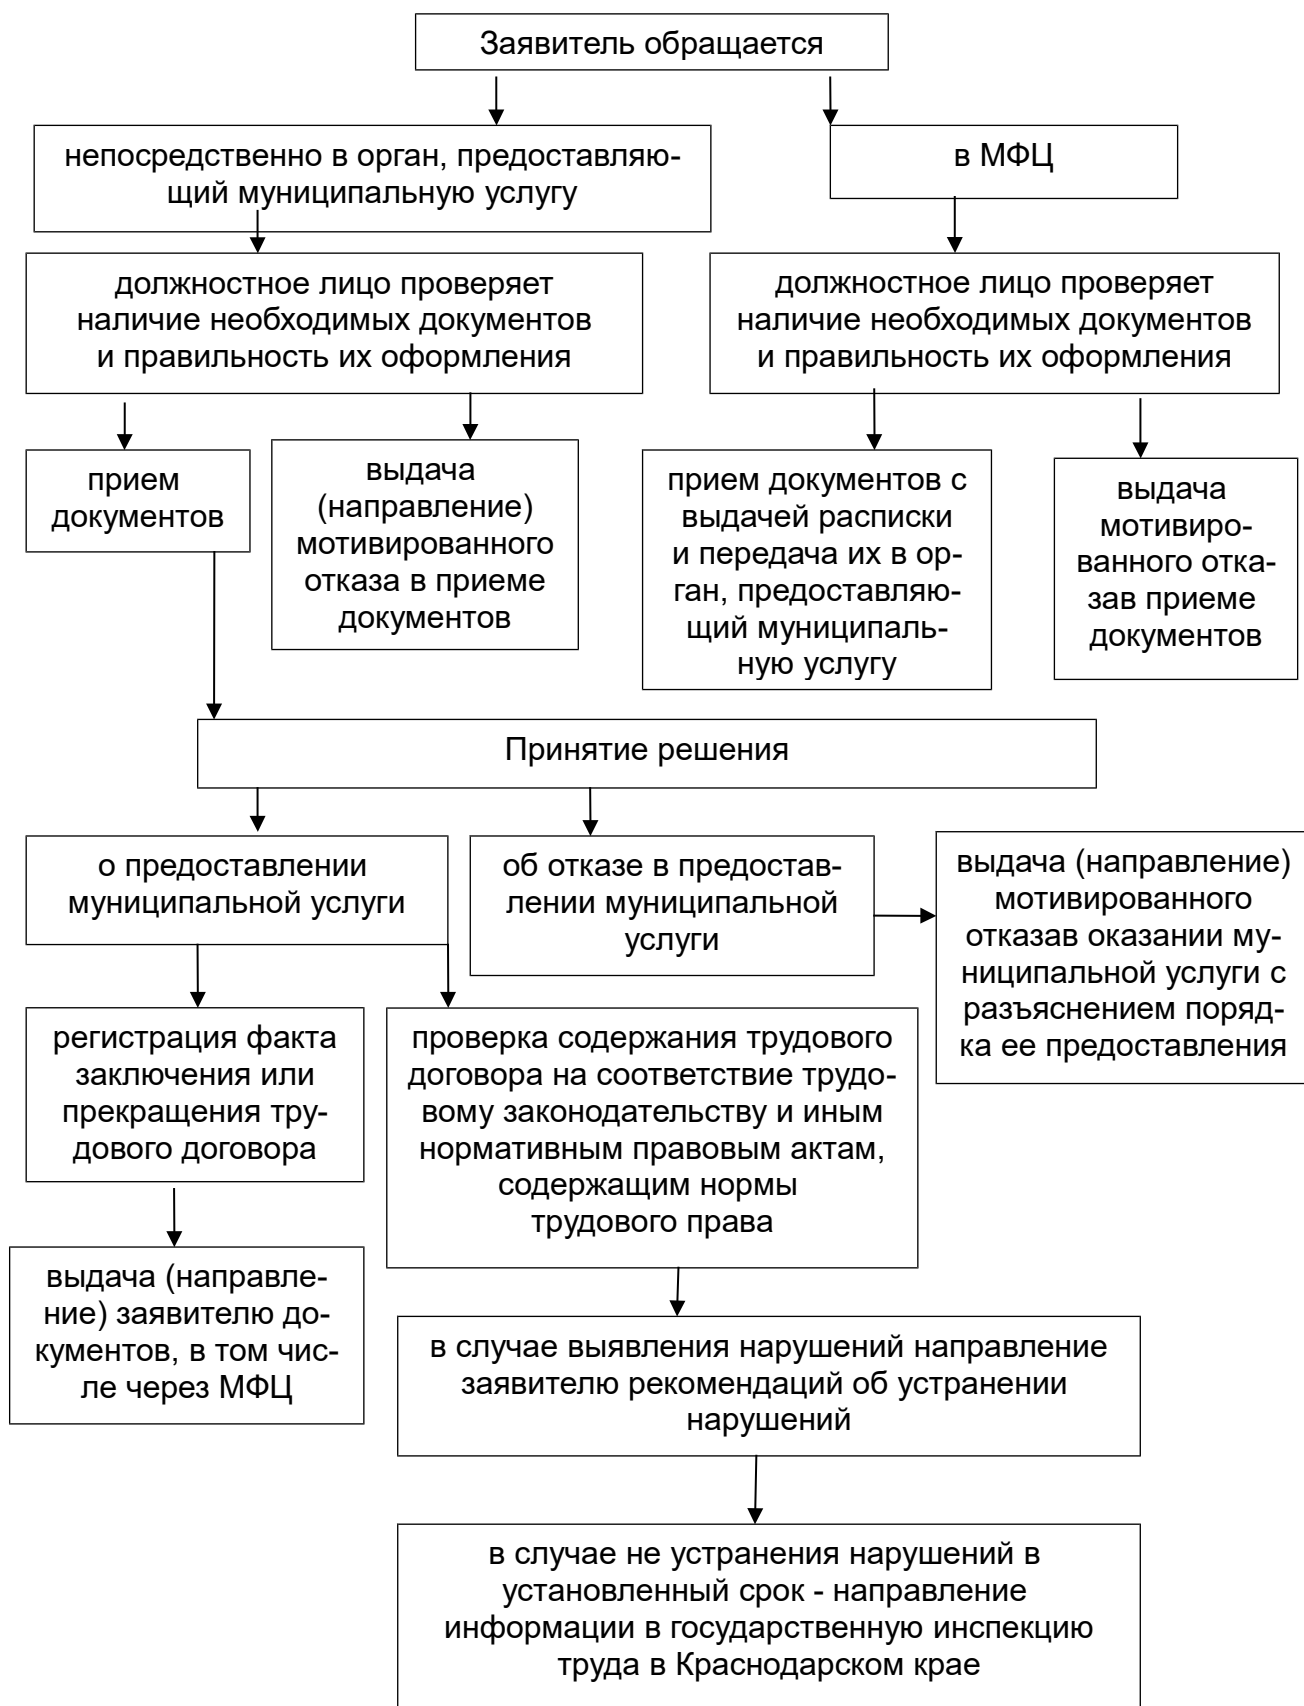 Заявитель обращается
непосредственно в орган, предоставляю-
щий муниципальную услугу
в МФЦ
должностное лицо проверяет
наличие необходимых документов
и правильность их оформления
должностное лицо проверяет
наличие необходимых документов
и правильность их оформления
прием
документов
выдача
(направление)
мотивированного
отказа в приеме
документов
прием документов с
выдачей расписки
и передача их в ор-
ган, предоставляю-
щий муниципаль-
ную услугу
выдача
мотивиро-
ванного отка-
зав приеме
документов
Принятие решения
о предоставлении
муниципальной услуги
об отказе в предостав-
лении муниципальной
услуги
выдача (направление)
мотивированного
отказав оказании му-
ниципальной услуги с
разъяснением поряд-
ка ее предоставления
регистрация факта
заключения или
прекращения тру-
дового договора
проверка содержания трудового
договора на соответствие трудо-
вому законодательству и иным
нормативным правовым актам,
содержащим нормы
трудового права
выдача (направле-
ние) заявителю до-
кументов, в том чис-
ле через МФЦ
в случае выявления нарушений направление
заявителю рекомендаций об устранении
нарушений
в случае не устранения нарушений в
установленный срок - направление
информации в государственную инспекцию
труда в Краснодарском крае